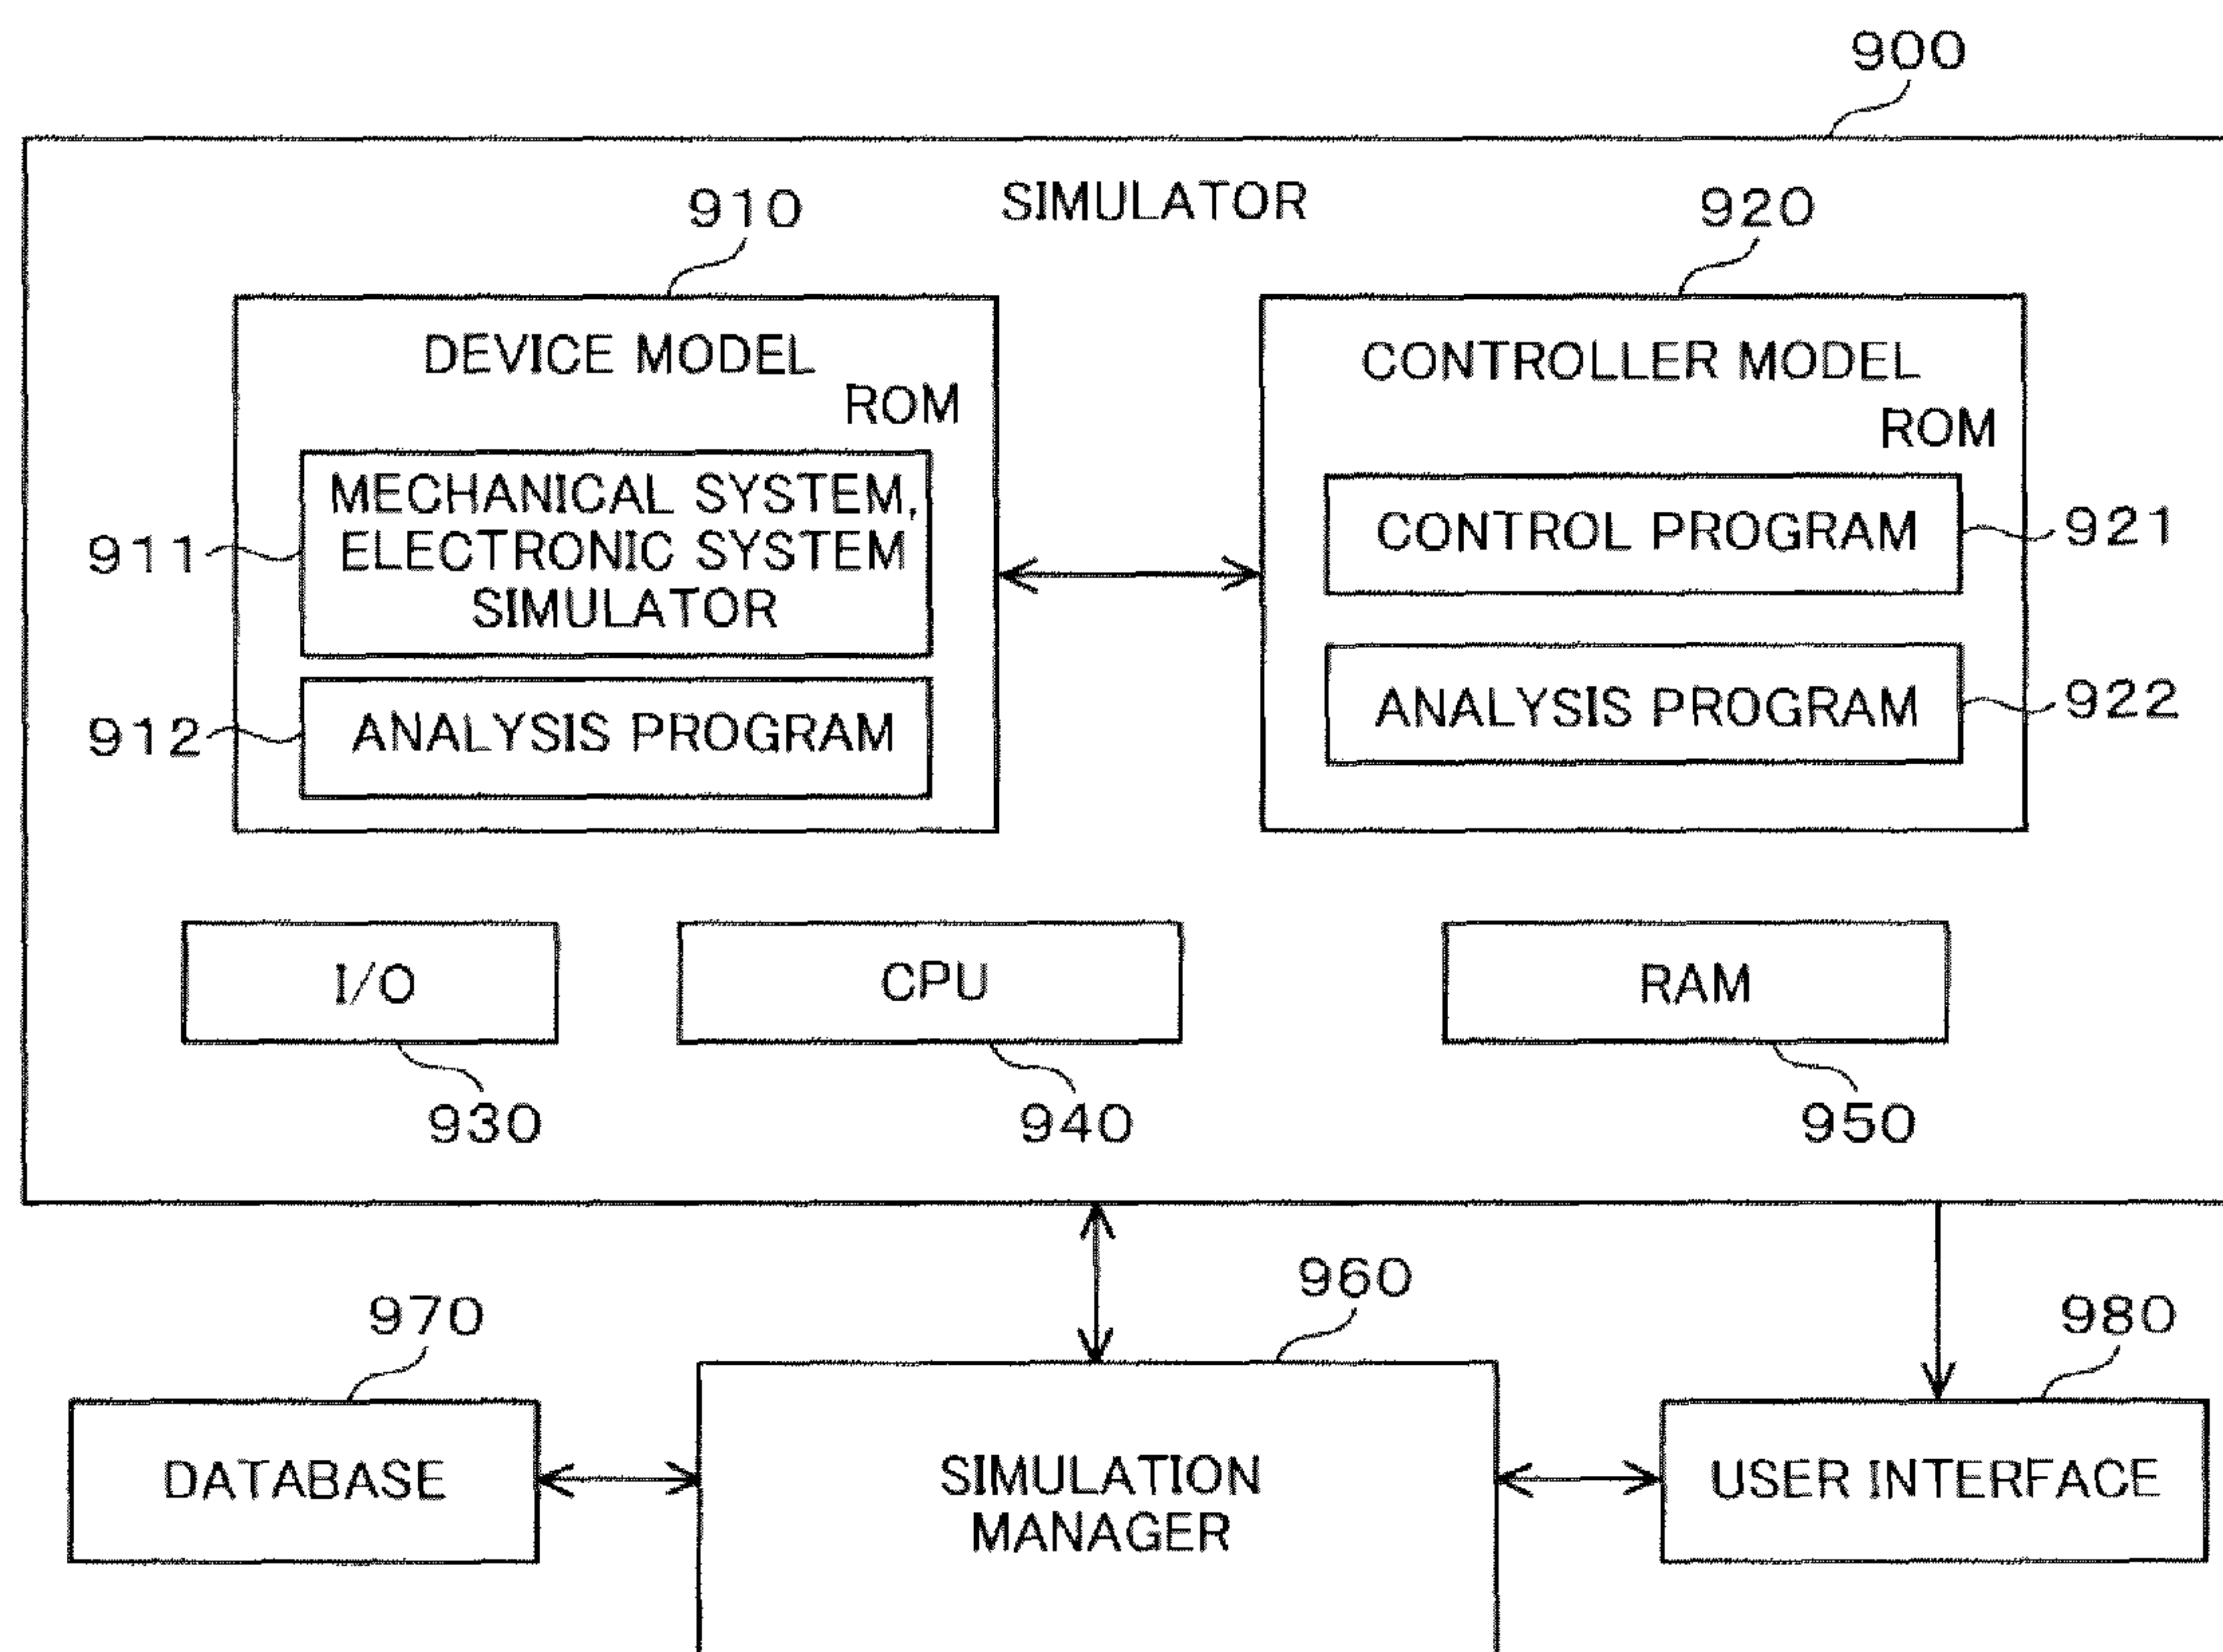 900
SIMULATOR
910
920
DEVICE MODEL
ROM
MECHANICAL SYSTEM,
ELECTRONIC SYSTEM
SIMULATOR
911
ANALYSIS PROGRAM
912
CONTROLLER MODEL
ROM
CONTROL PROGRAM
921
ANALYSIS PROGRAM
922
I/O
CPU
RAM
930
940
950
960
970
980
DATABASE
SIMULATION
MANAGER
USER INTERFACE